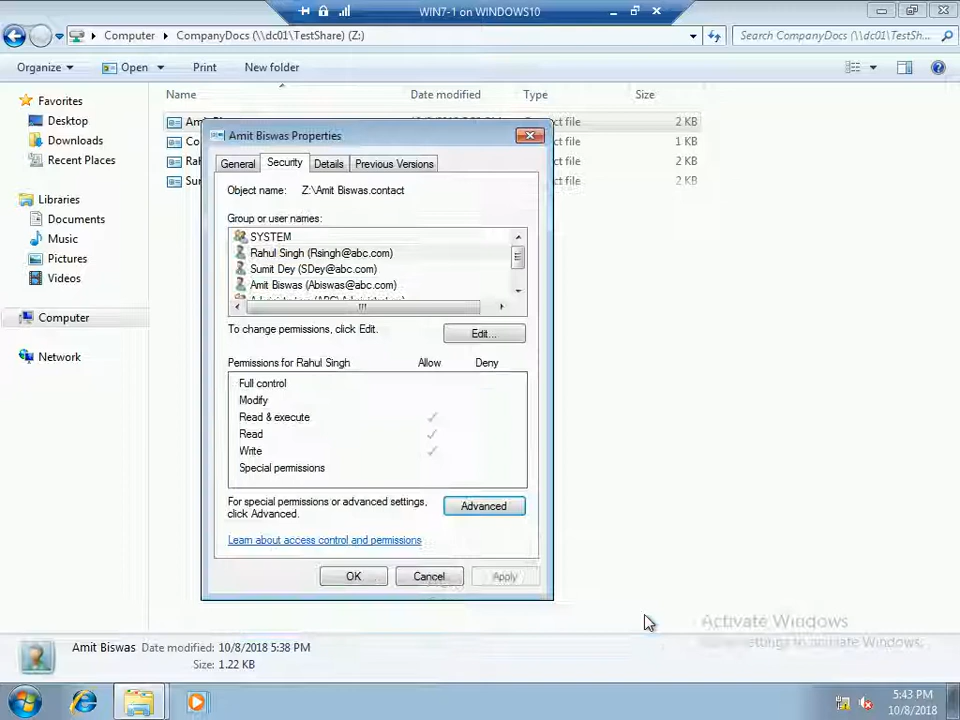 WIN7-1 on WINDOWS10
Computer CompanyDocs (\\dc01\TestShare) (Z:)
Search CompanyDocs (\\dc01\TestSh...
Organize Open Print New folder
Favorites
Desktop
Downloads
Recent Places
Libraries
Documents
Music
Pictures
Videos
Computer
Network
Name Date modified Type Size
2 KB
1 KB
2 KB
2 KB
Amit Biswas Properties
General Security Details Previous Versions
Object name: Z:\Amit Biswas.contact
Group or user names:
SYSTEM
Rahul Singh (Rsingh@abc.com)
Sumit Dey (SDey@abc.com)
Amit Biswas (Abiswas@abc.com)
To change permissions, click Edit.
Edit...
Permissions for Rahul Singh Allow Deny
Full control
Modify
Read & execute
Read
Write
Special permissions
For special permissions or advanced settings,
click Advanced.
Advanced
Learn about access control and permissions
OK Cancel Apply
Activate Windows
settings to activate Windows.
Amit Biswas Date modified: 10/8/2018 5:38 PM
Size: 1.22 KB
5:43 PM
10/8/2018